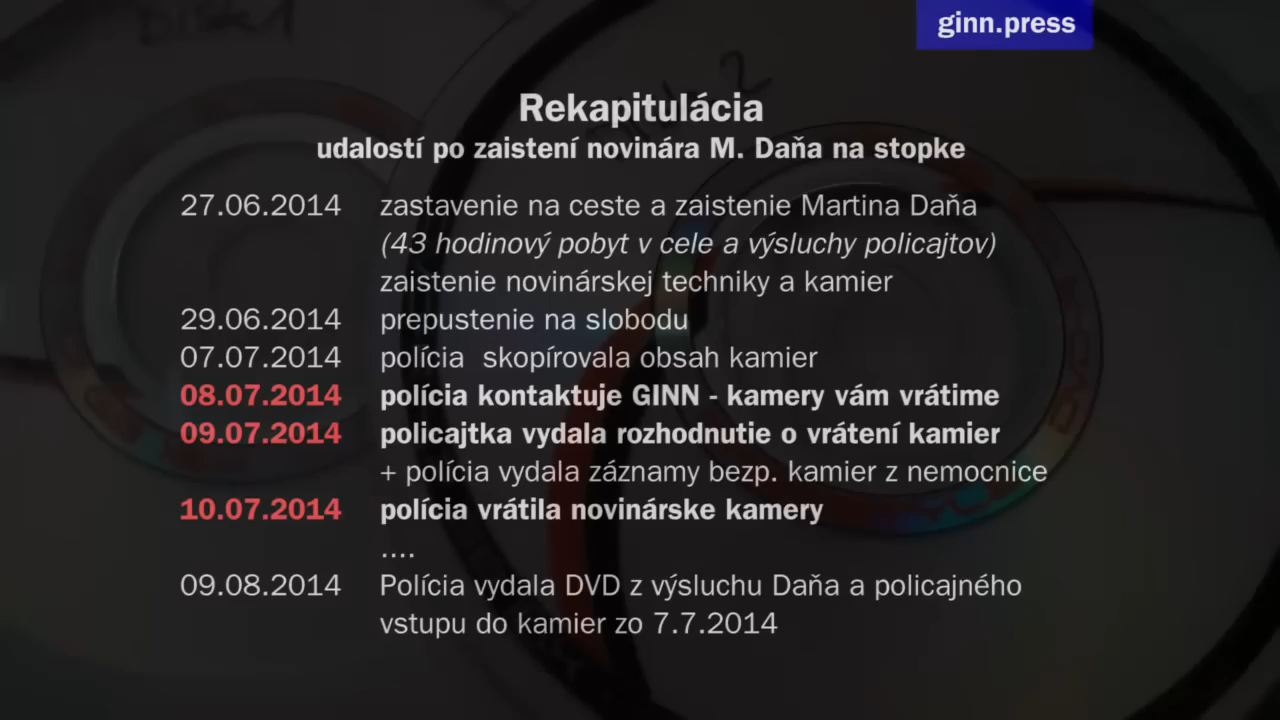 ginn.press
Rekapitulácia
udalostí po zaistení novinára M. Daňa na stopke
27.06.2014 zastavenie na ceste a zaistenie Martina Daňa
(43 hodinový pobyt v cele a výsluchy policajtov)
zaistenie novinárskej techniky a kamier
29.06.2014 prepustenie na slobodu
07.07.2014 polícia skopírovala obsah kamier
08.07.2014 polícia kontaktuje GINN - kamery vám vrátime
09.07.2014 policajtka vydala rozhodnutie o vrátení kamier
+ polícia vydala záznamy bezp. kamier z nemocnice
10.07.2014 polícia vrátila novinárske kamery
....
09.08.2014 Polícia vydala DVD z výsluchu Daňa a policajného
vstupu do kamier zo 7.7.2014